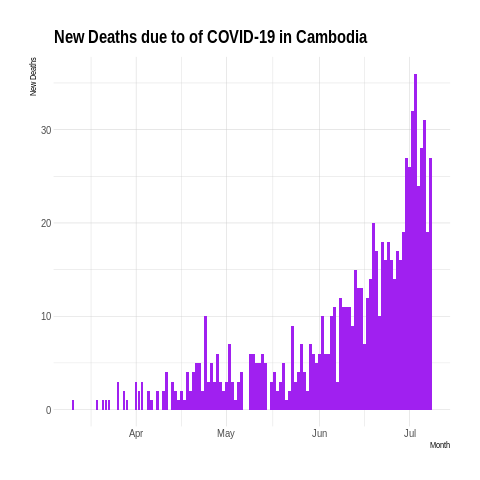 New Deaths due to of COVID-19 in Cambodia
New Deaths
30
20
10
0
Apr May Jun Jul
Month